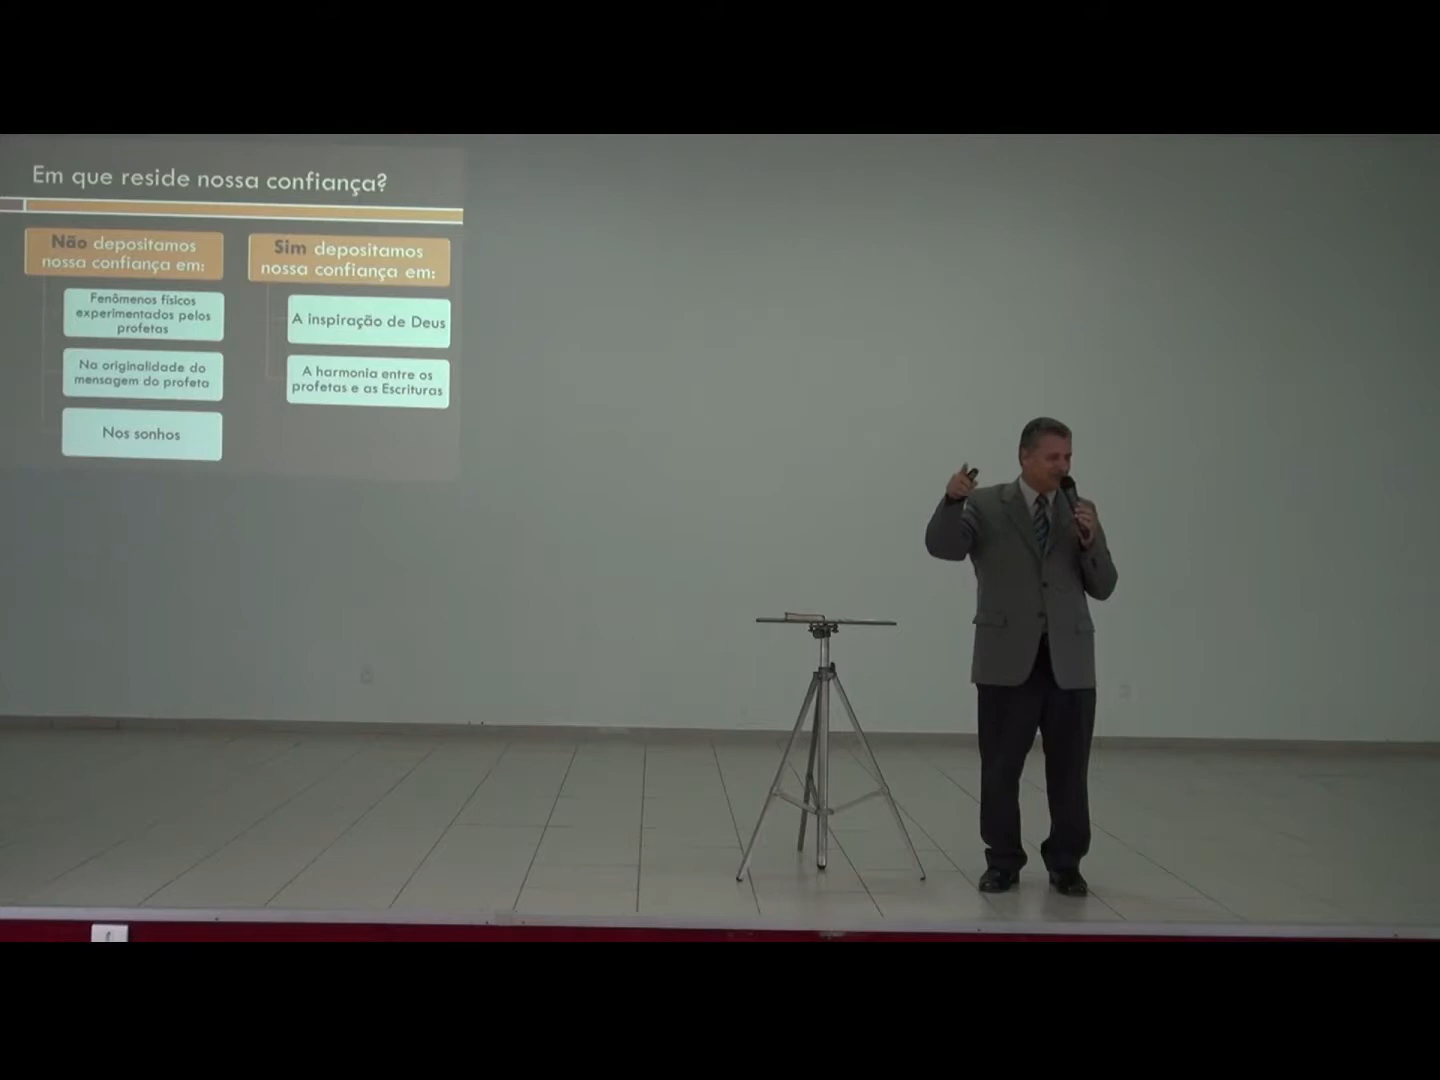 Em que reside nossa confiança?
Não depositamos
nossa confiança em:
Fenômenos físicos
experimentados pelos
profetas
Na originalidade do
mensagem do profeta
Nos sonhos
Sim depositamos
nossa confiança em:
A inspiração de Deus
A harmonia entre os
profetas e as Escrituras